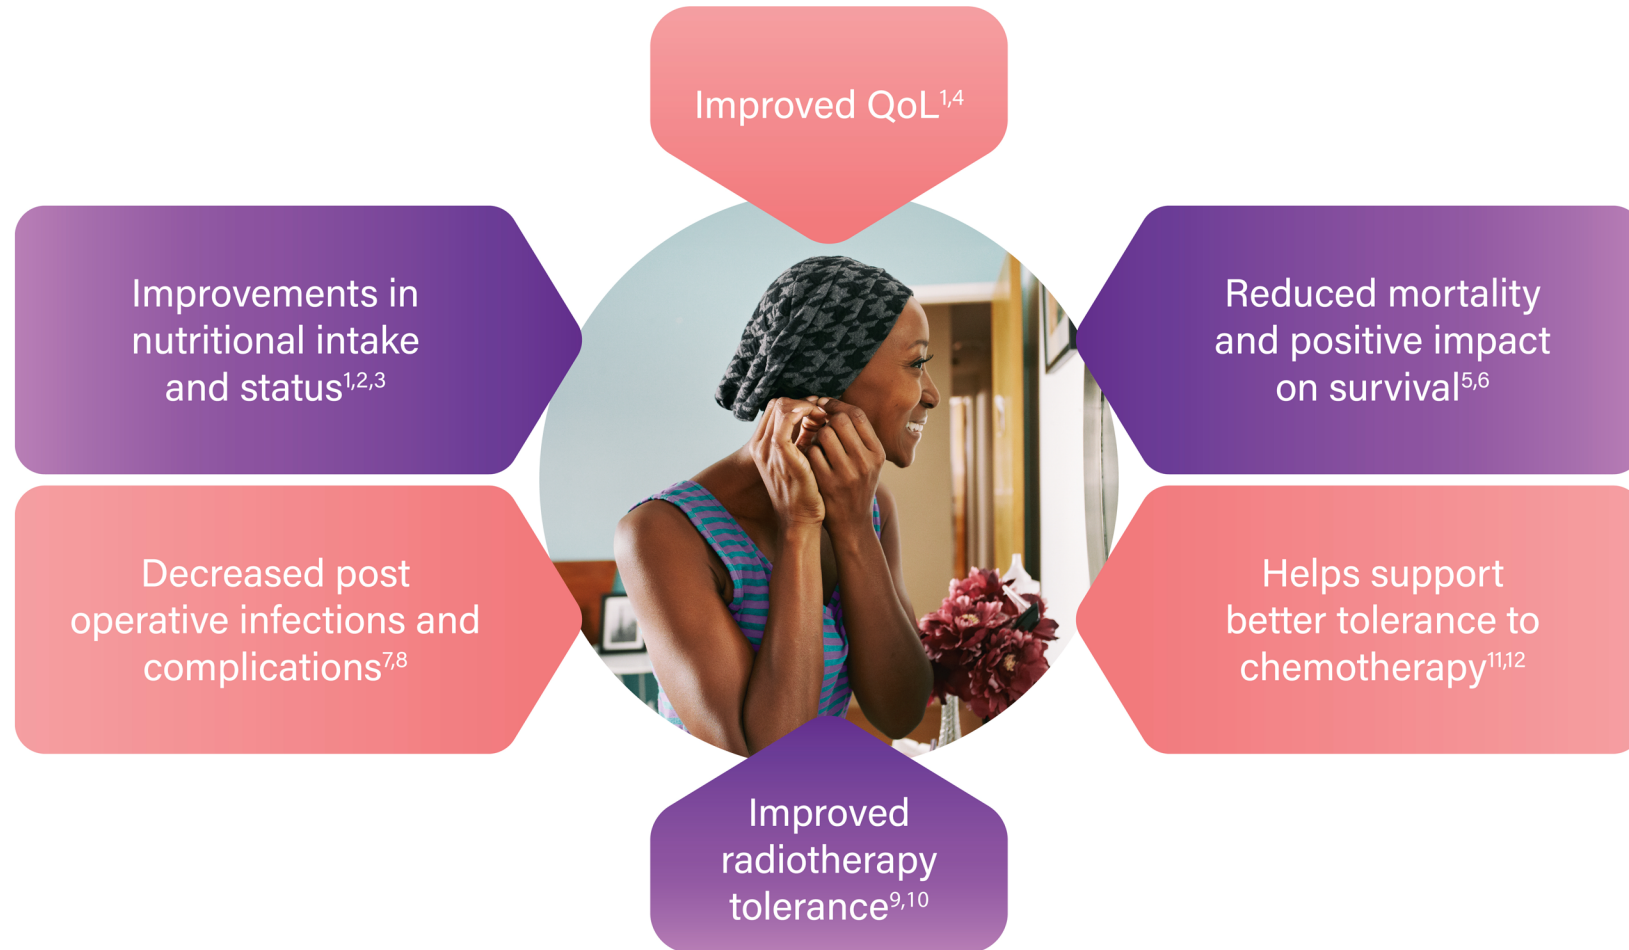 Improved QoL1,4
Improvements in
nutritional intake
and status1,2,3
Reduced mortality
and positive impact
on survival5,6
Decreased post
operative infections and
complications7,8
Helps support
better tolerance to
chemotherapy11,12
Improved
radiotherapy
tolerance9,10